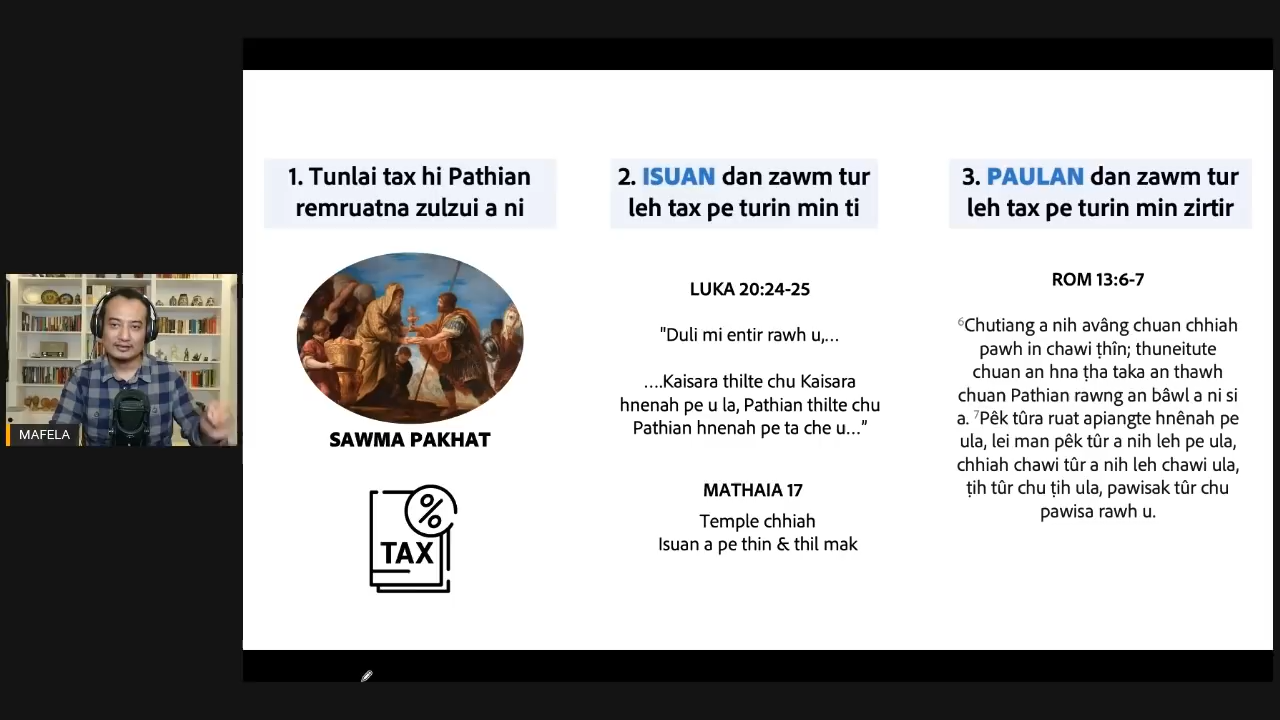 1. Tunlai tax hi Pathian
remruatna zulzui a ni
SAWMA PAKHAT
%
TAX
2. ISUAN dan zawm tur
leh tax pe turin min ti
LUKA 20:24-25
"Duli mi entir rawh u,...
....Kaisara thilte chu Kaisara
hnenah pe u la, Pathian thilte chu
Pathian hnenah pe ta che u...”
MATHAIA 17
Temple chhiah
Isuan a pe thin & thil mak
3. PAULAN dan zawm tur
leh tax pe turin min zirtir
ROM 13:6-7
⁶Chutiang a nih avâng chuan chhiah
pawh in chawi ṭhîn; thuneitute
chuan an hna ṭha taka an thawh
chuan Pathian rawng an bâwl a ni si
a. ⁷Pêk tûra ruat apiangte hnênah pe
ula, lei man pêk tûr a nih leh pe ula,
chhiah chawi tûr a nih leh chawi ula,
ṭih tûr chu ṭih ula, pawisak tûr chu
pawisa rawh u.
MAFELA